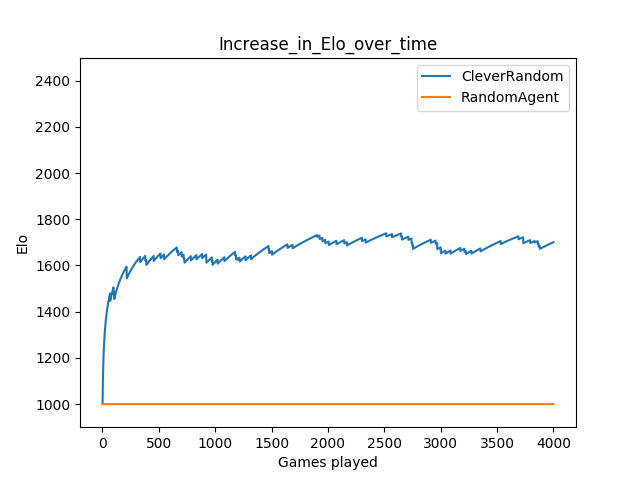 Increase_in_Elo_over_time
CleverRandom
RandomAgent
2400
2200
2000
1800
1600
1400
1200
1000
Elo
0 500 1000 1500 2000 2500 3000 3500 4000
Games played